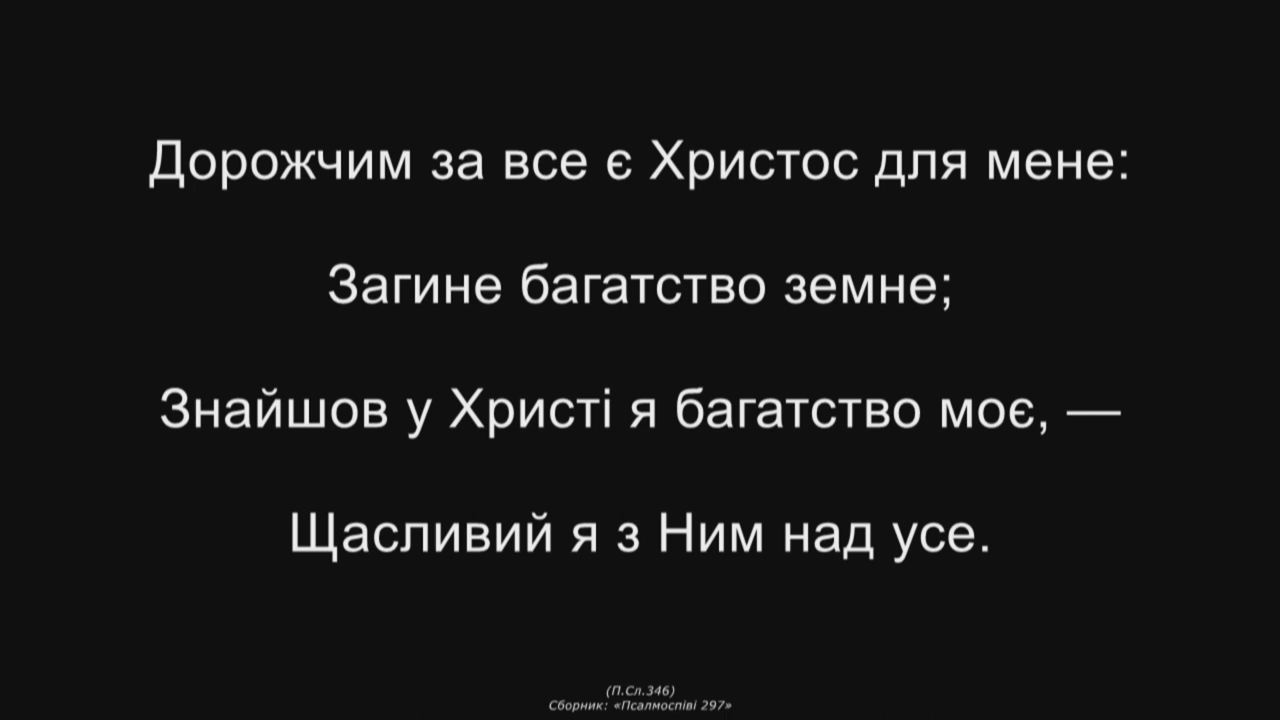 Дорожчим за все є Христос для мене:
Загине багатство земне;
Знайшов у Христі я багатство моє, —
Щасливий я з Ним над усе.
(П.Сл.346)
Сборник: «Псалмоспіві 297»